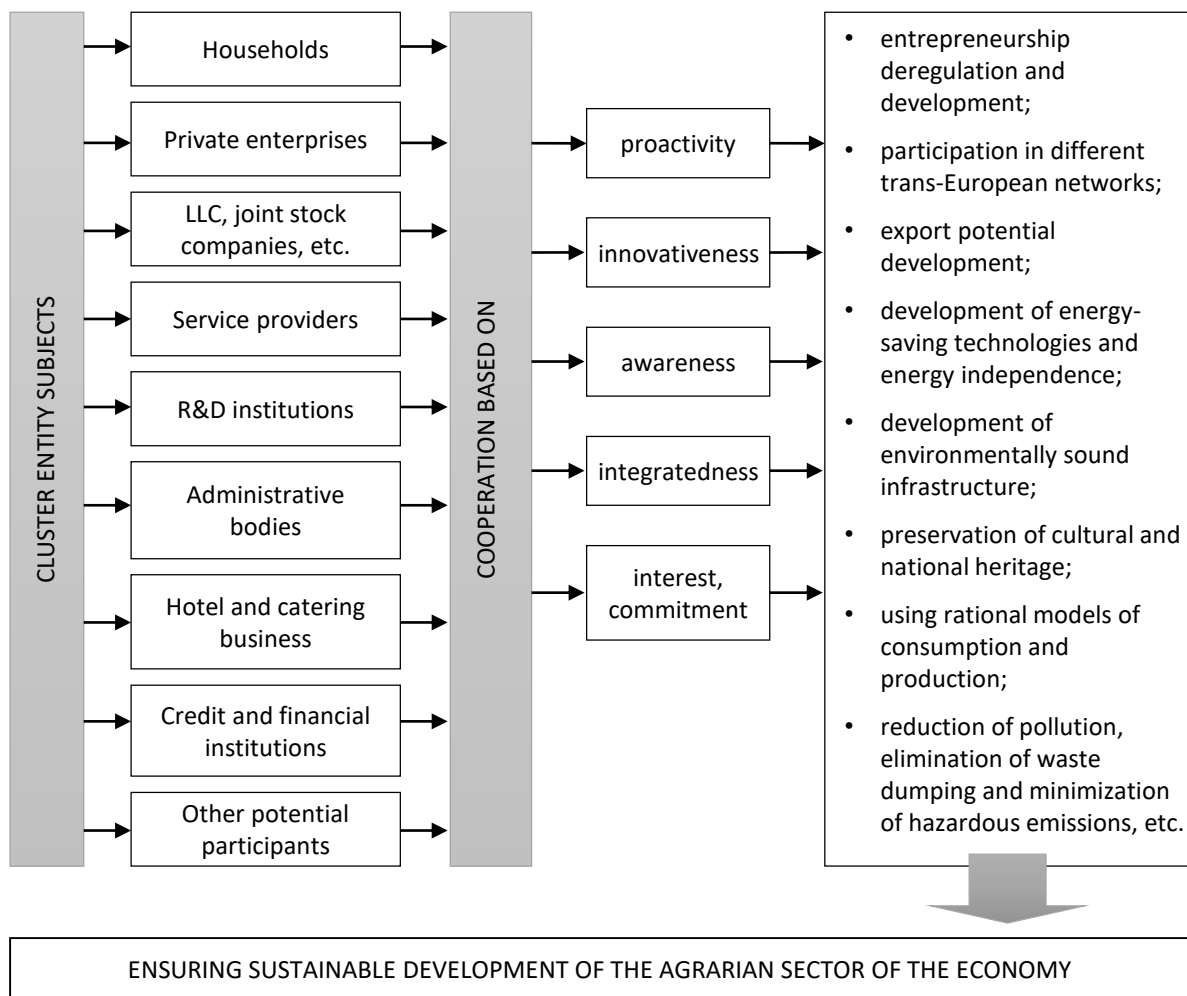 CLUSTER ENTITY SUBJECTS
Households
Private enterprises
LLC, joint stock
companies, etc.
Service providers
R&D institutions
Administrative
bodies
Hotel and catering
business
Credit and financial
institutions
Other potential
participants
COOPERATION BASED ON
proactivity
innovativeness
awareness
integratedness
interest,
commitment
• entrepreneurship
deregulation and
development;
• participation in different
trans-European networks;
• export potential
development;
• development of energy-
saving technologies and
energy independence;
• development of
environmentally sound
infrastructure;
• preservation of cultural and
national heritage;
• using rational models of
consumption and
production;
• reduction of pollution,
elimination of waste
dumping and minimization
of hazardous emissions, etc.
ENSURING SUSTAINABLE DEVELOPMENT OF THE AGRARIAN SECTOR OF THE ECONOMY